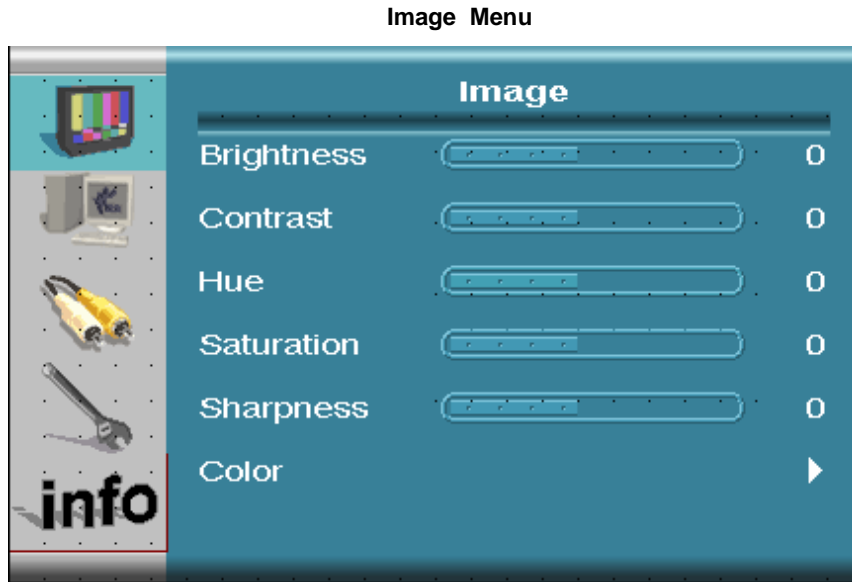 Image Menu
Image
Brightness 0
Contrast 0
Hue 0
Saturation 0
Sharpness 0
Color
info